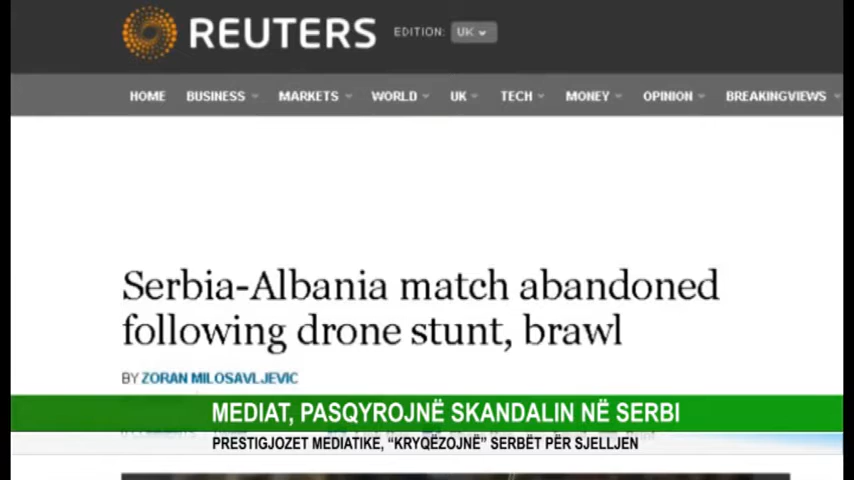 REUTERS EDITION: UK
HOME BUSINESS MARKETS WORLD UK TECH MONEY OPINION BREAKINGVIEWS
Serbia-Albania match abandoned
following drone stunt, brawl
BY ZORAN MILOSAVLJEVIC
MEDIAT, PASQYROJNË SKANDALIN NË SERBI
PRESTIGJOZET MEDIATIKE, “KRYQËZOJNË” SERBËT PËR SJELLJEN